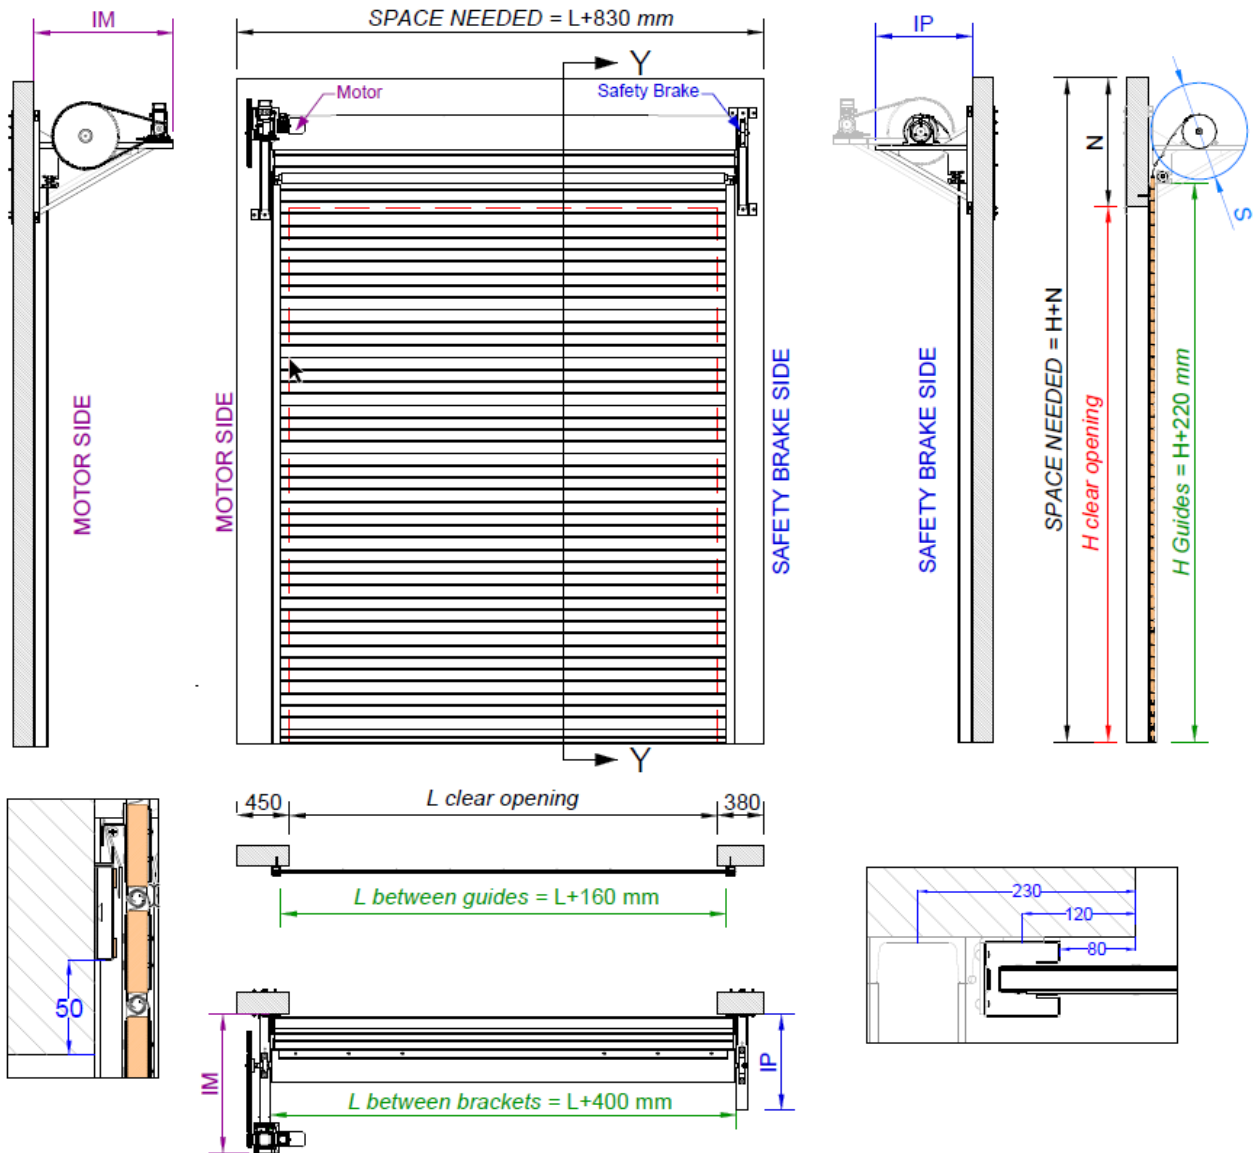 IM
SPACE NEEDED = L+830 mm
IP
Y
Motor
Safety Brake
N
S
MOTOR SIDE
MOTOR SIDE
SAFETY BRAKE SIDE
SAFETY BRAKE SIDE
SPACE NEEDED = H+N
H clear opening
H Guides = H+220 mm
Y
450
L clear opening
380
L between guides = L+160 mm
50
230
120
80
IM
IP
L between brackets = L+400 mm